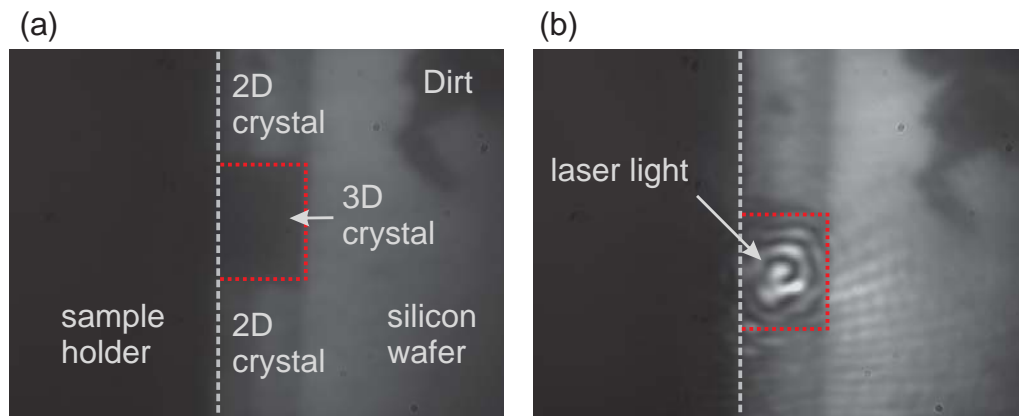 (a)
2D
crystal
Dirt
3D
crystal
sample
holder
2D
crystal
silicon
wafer
(b)
laser light